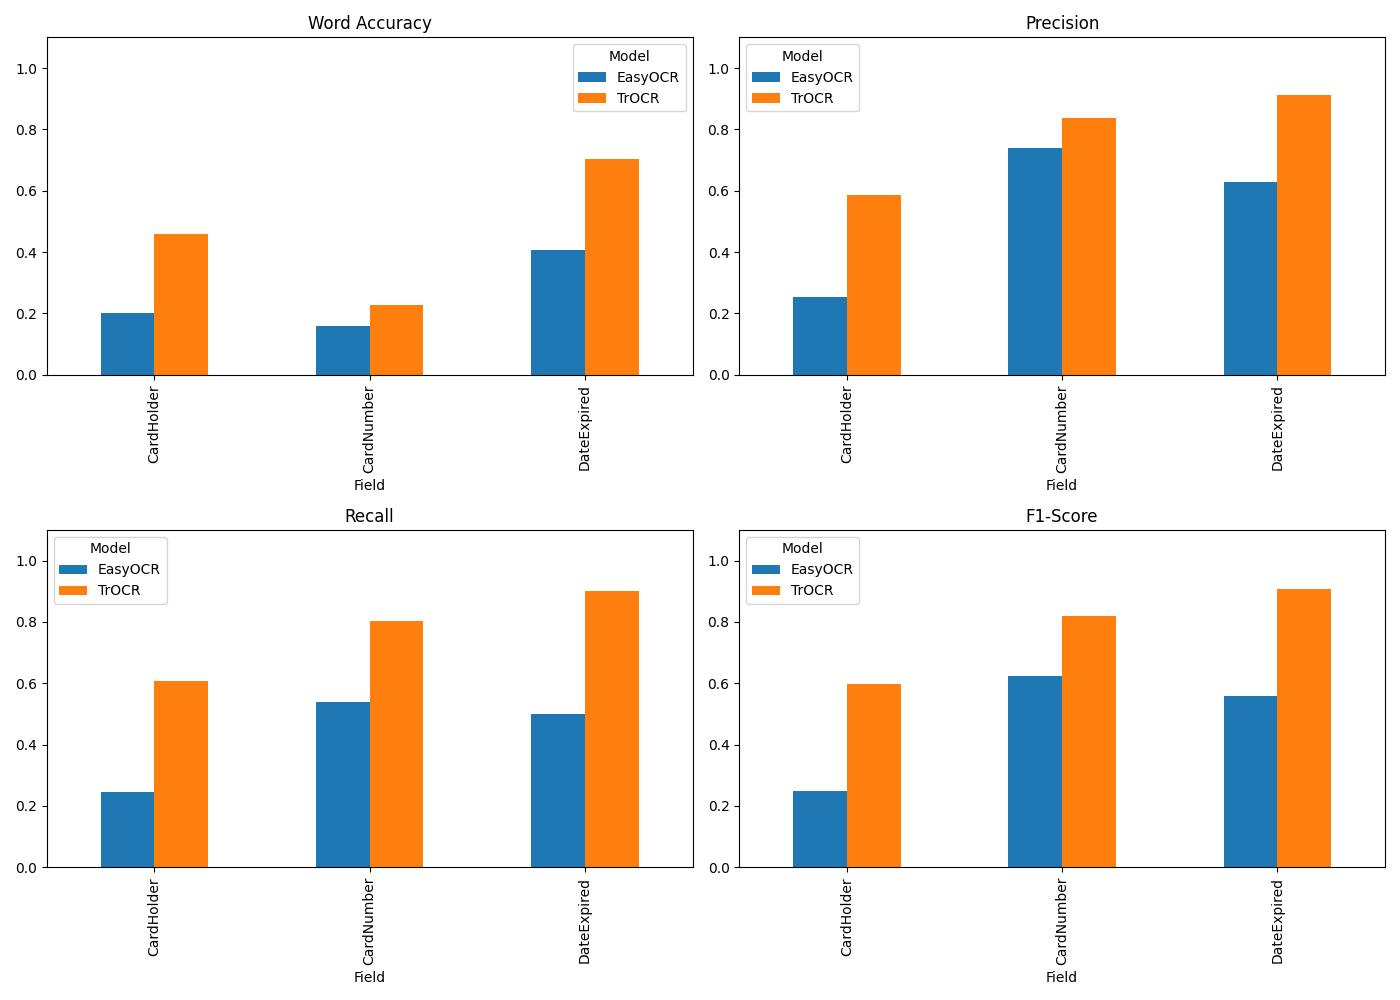 Word Accuracy
1.0
0.8
0.6
0.4
0.2
0.0
Model
EasyOCR
TrOCR
CardHolder
CardNumber
DateExpired
Field
Precision
1.0
0.8
0.6
0.4
0.2
0.0
Model
EasyOCR
TrOCR
CardHolder
CardNumber
DateExpired
Field
Recall
1.0
0.8
0.6
0.4
0.2
0.0
Model
EasyOCR
TrOCR
CardHolder
CardNumber
DateExpired
Field
F1-Score
1.0
0.8
0.6
0.4
0.2
0.0
Model
EasyOCR
TrOCR
CardHolder
CardNumber
DateExpired
Field